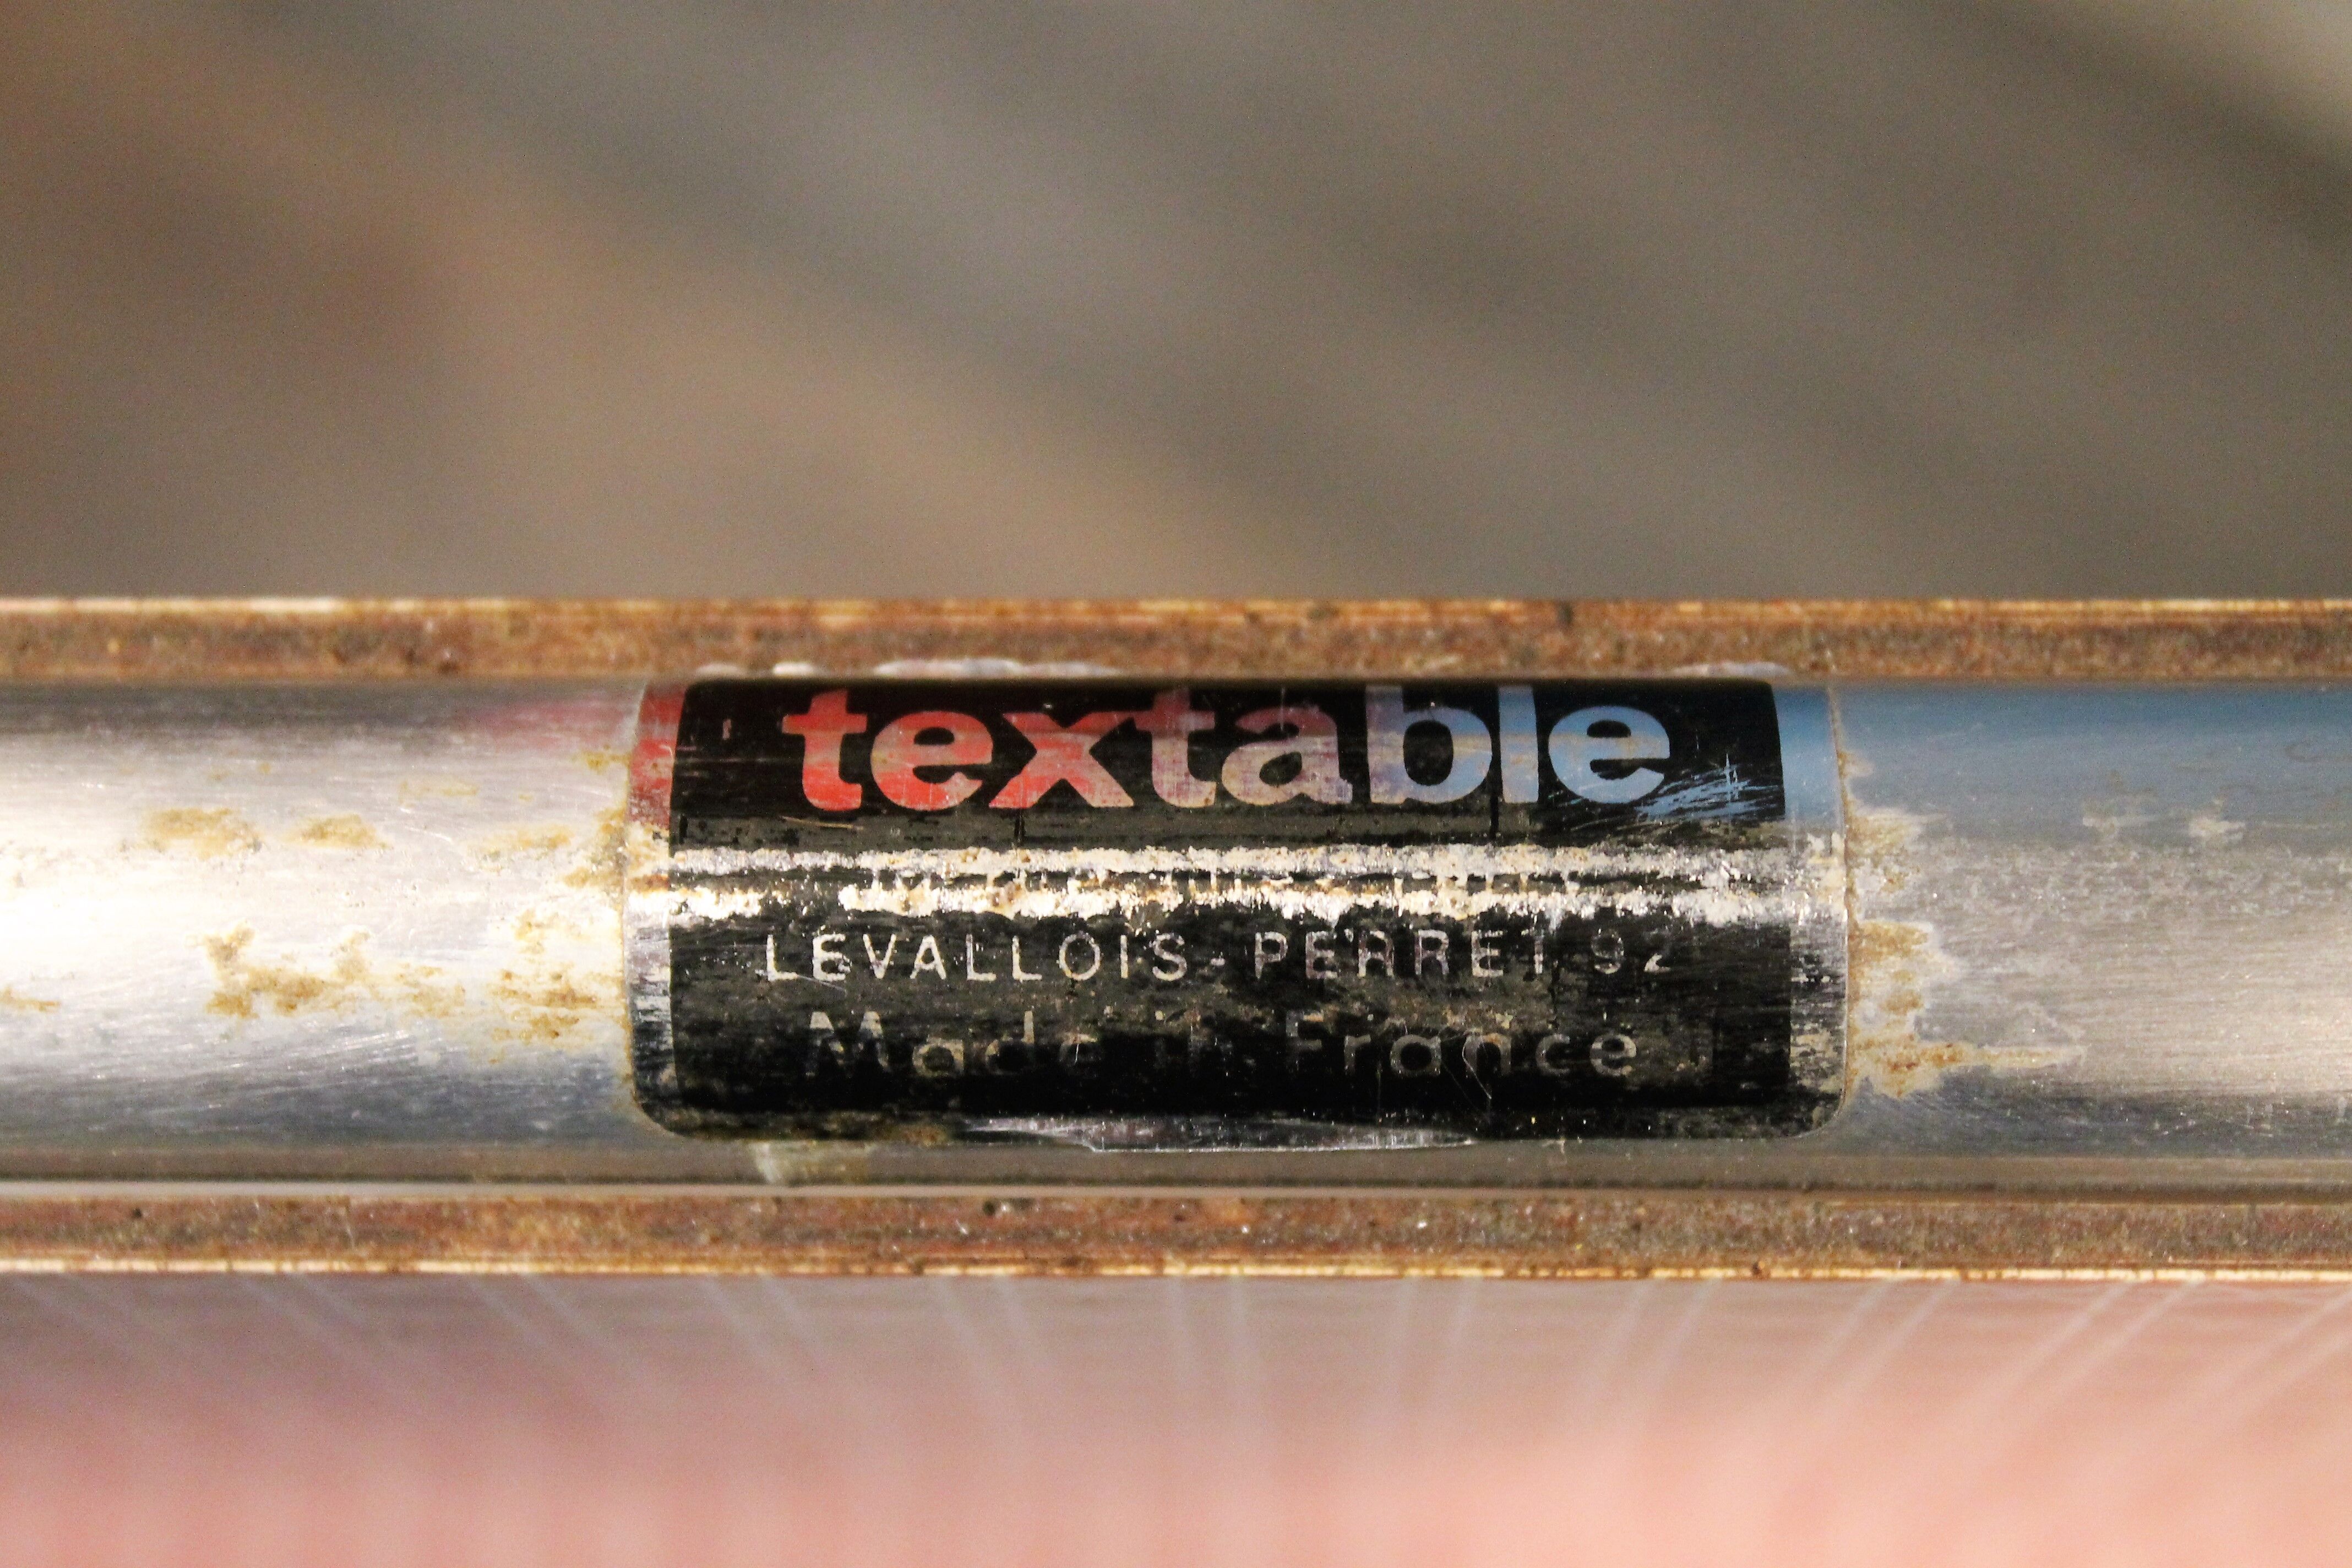 textable
LEVALLOIS-PERRET 92
Made in France